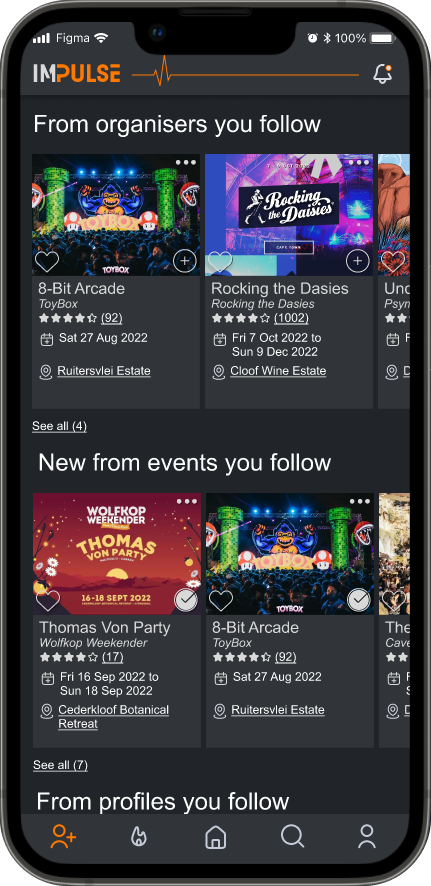 Figma
100%
IMPULSE
From organisers you follow
TOYBOX
TOYBOX
Rocking
the Daisies
CAPE TOWN
8-Bit Arcade
ToyBox
(92)
Sat 27 Aug 2022
Ruitersvlei Estate
Rocking the Dasies
Rocking the Dasies
(1002)
Fri 7 Oct 2022 to
Sun 9 Dec 2022
Cloof Wine Estate
Und
Psym
F
D
See all (4)
New from events you follow
WOLFKOP
WEEKENDER
THOMAS
VON PARTY
16-18 SEPT 2022
TOYBOX
TOYBOX
Thomas Von Party
Wolfkop Weekender
(17)
Fri 16 Sep 2022 to
Sun 18 Sep 2022
Cederkloof Botanical
Retreat
8-Bit Arcade
ToyBox
(92)
Sat 27 Aug 2022
Ruitersvlei Estate
The
Cave
F
D
See all (7)
From profiles you follow